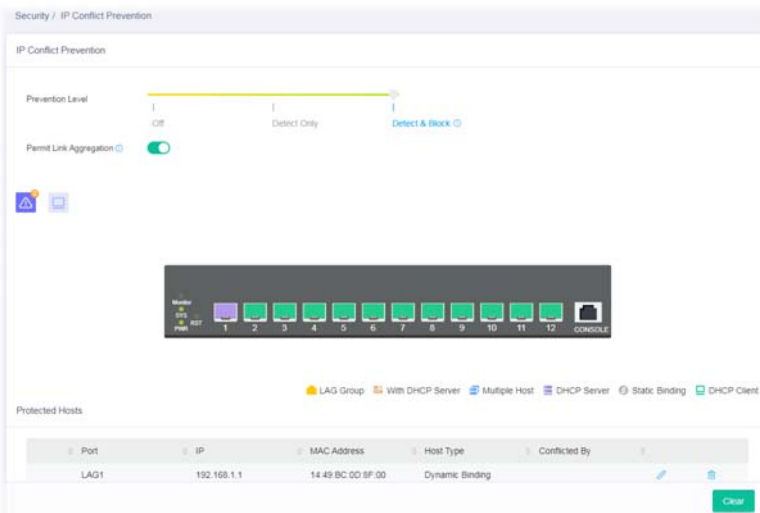 Security / IP Conflict Prevention
IP Conflict Prevention
Prevention Level
Off
Detect Only
Detect & Block
Permit Link Aggregation
Monitor
SYS
RST
PWR
1 2 3 4 5 6 7 8 9 10 11 12 CONSOLE
LAG Group With DHCP Server Multiple Host DHCP Server Static Binding DHCP Client
Protected Hosts
Port IP MAC Address Host Type Conflicted By
LAG1 192.168.1.1 14:49:BC:0D:9F:00 Dynamic Binding
Clear